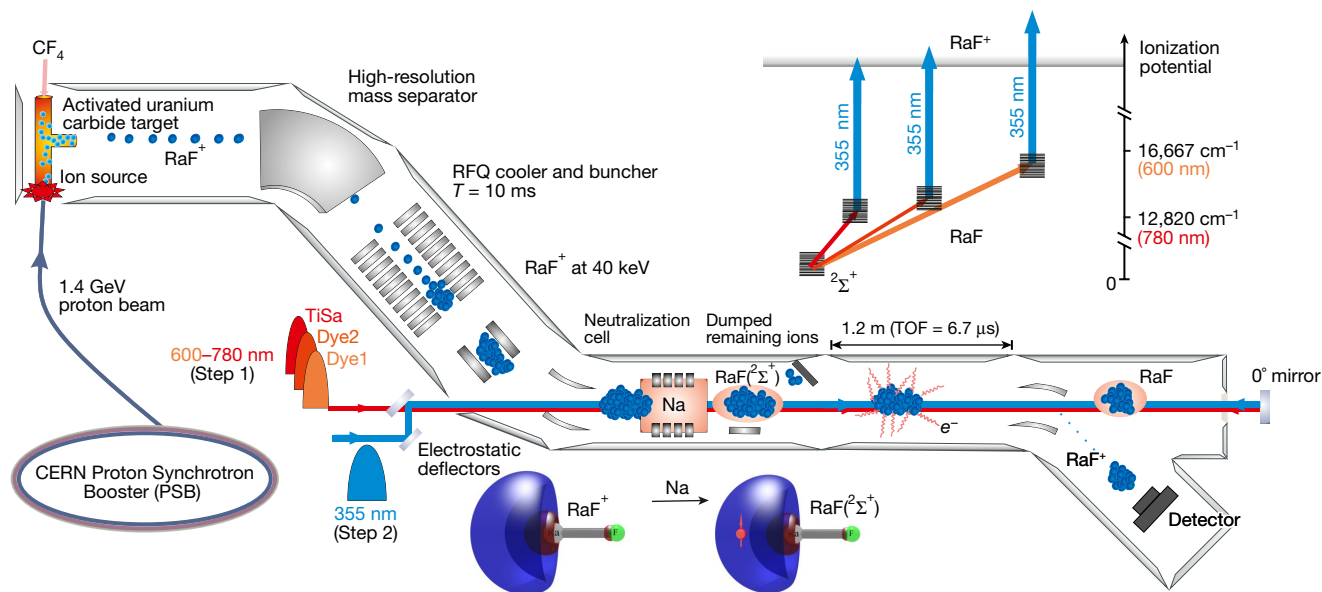 CF₄
Activated uranium
carbide target
RaF⁺
Ion source
1.4 GeV
proton beam
CERN Proton Synchrotron
Booster (PSB)
High-resolution
mass separator
RFQ cooler and buncher
T = 10 ms
RaF⁺ at 40 keV
TiSa
Dye2
Dye1
600–780 nm
(Step 1)
355 nm
(Step 2)
Electrostatic
deflectors
Neutralization
cell
Na
Dumped
remaining ions
RaF(²Σ⁺)
1.2 m (TOF = 6.7 μs)
e⁻
RaF
RaF⁺
Detector
0° mirror
RaF⁺
a
F
Na
RaF(²Σ⁺)
a
F
RaF⁺
355 nm
355 nm
355 nm
RaF
²Σ⁺
Ionization
potential
16,667 cm⁻¹
(600 nm)
12,820 cm⁻¹
(780 nm)
0